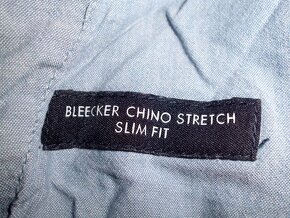 BLEECKER CHINO STRETCH
SLIM FIT